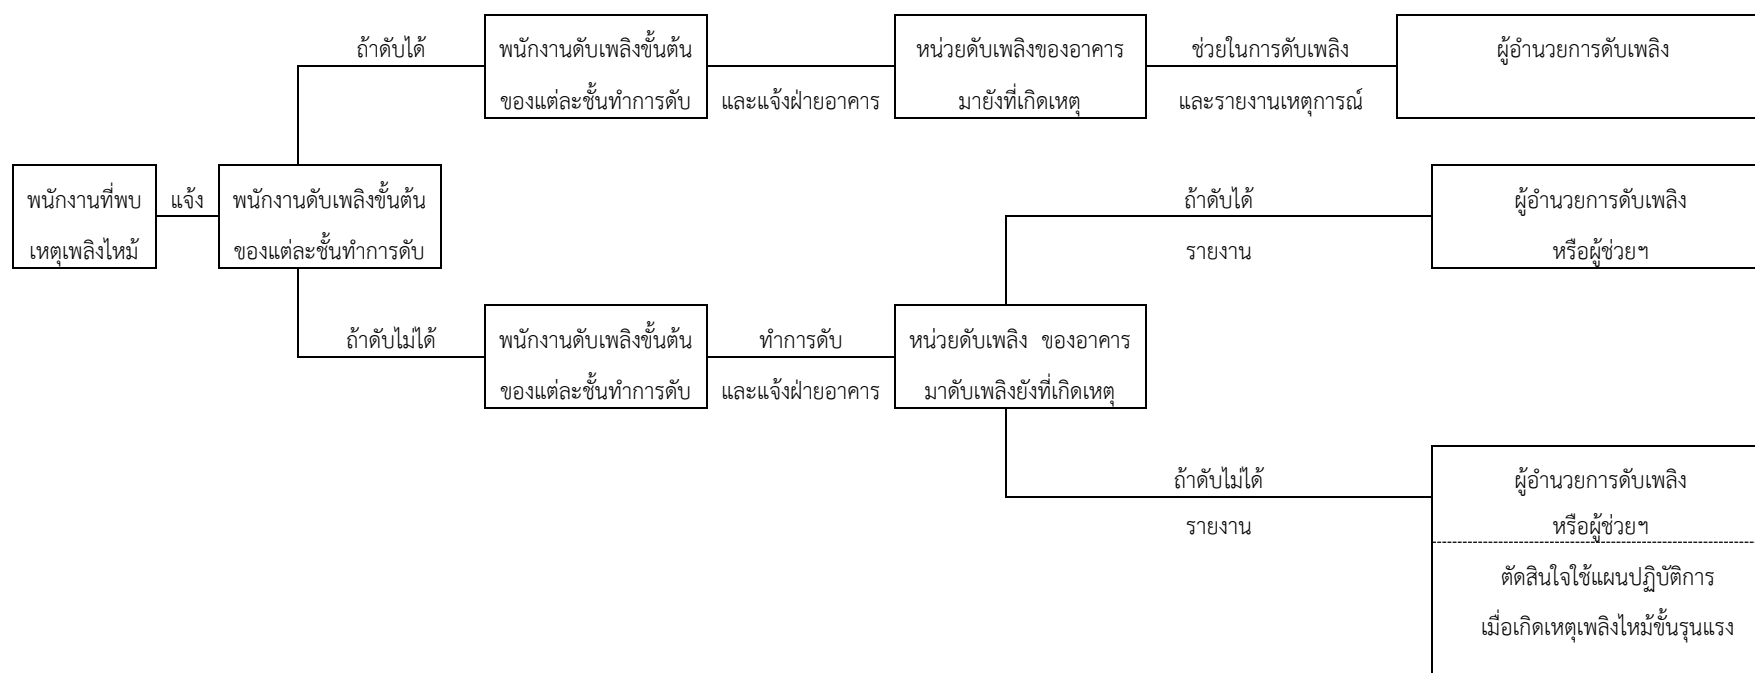 ถ้าดับได้
พนักงานดับเพลิงขั้นต้น
ของแต่ละชั้นทำการดับ
และแจ้งฝ่ายอาคาร
หน่วยดับเพลิงของอาคาร
มายังที่เกิดเหตุ
ช่วยในการดับเพลิง
และรายงานเหตุการณ์
ผู้อำนวยการดับเพลิง
พนักงานที่พบ
เหตุเพลิงไหม้
แจ้ง
พนักงานดับเพลิงขั้นต้น
ของแต่ละชั้นทำการดับ
ถ้าดับได้
รายงาน
ผู้อำนวยการดับเพลิง
หรือผู้ช่วยฯ
ถ้าดับไม่ได้
พนักงานดับเพลิงขั้นต้น
ของแต่ละชั้นทำการดับ
ทำการดับ
และแจ้งฝ่ายอาคาร
หน่วยดับเพลิง ของอาคาร
มาดับเพลิงยังที่เกิดเหตุ
ถ้าดับไม่ได้
รายงาน
ผู้อำนวยการดับเพลิง
หรือผู้ช่วยฯ
ตัดสินใจใช้แผนปฏิบัติการ
เมื่อเกิดเหตุเพลิงไหม้ขั้นรุนแรง